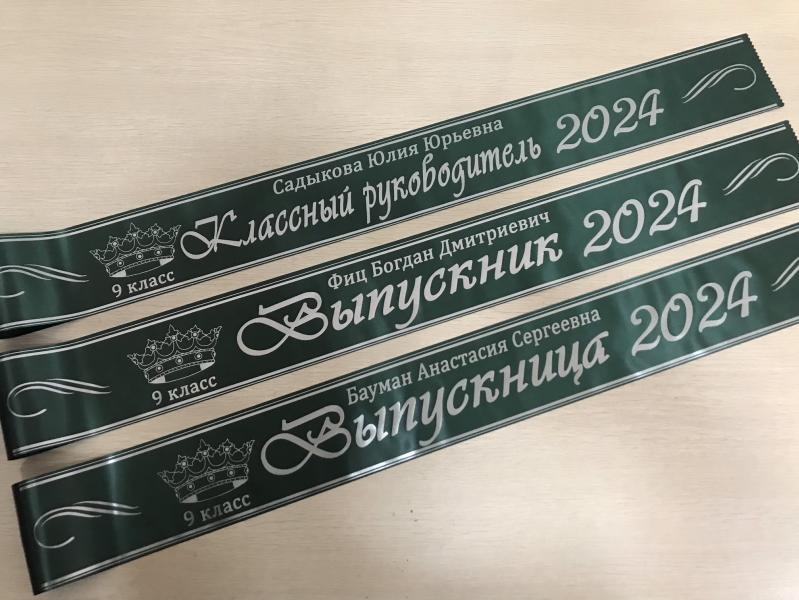 Садыкова Юлия Юрьевна
Классный руководитель 2024
9 класс
Фиц Богдан Дмитриевич
Выпускник 2024
9 класс
Бауман Анастасия Сергеевна
Выпускница 2024
9 класс